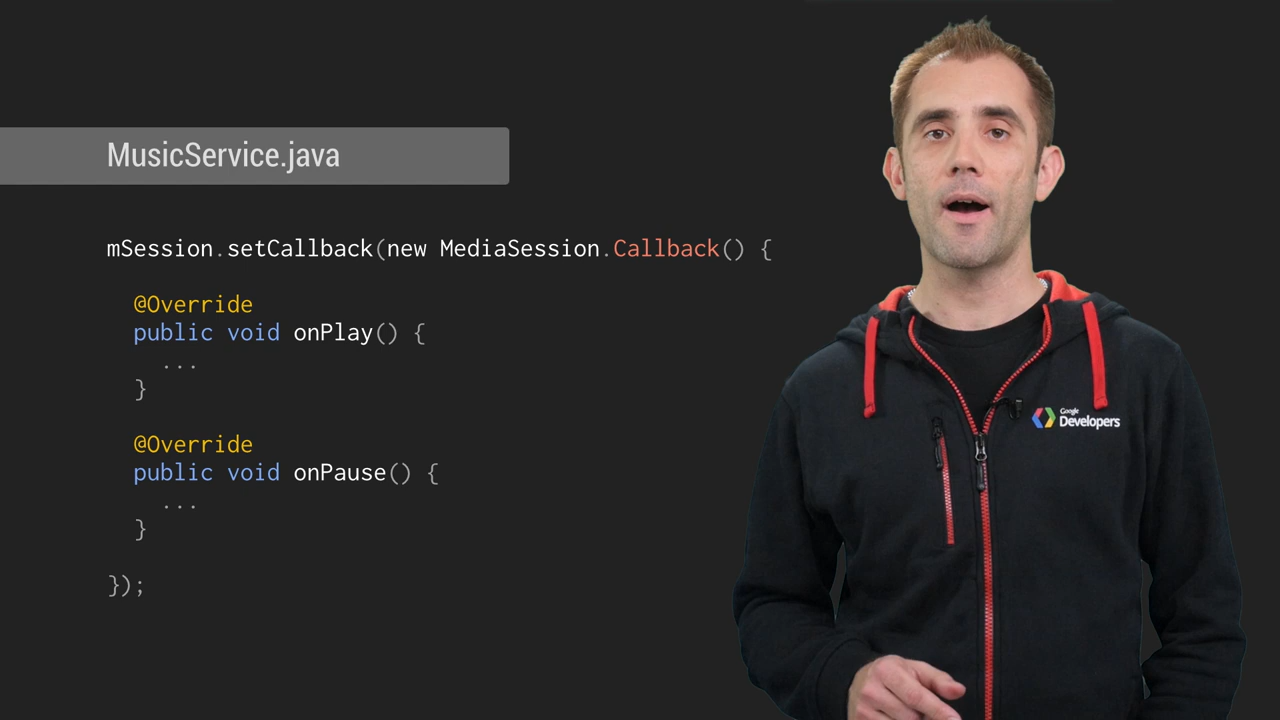 MusicService.java
mSession.setCallback(new MediaSession.Callback() {
@Override
public void onPlay() {
...
}
@Override
public void onPause() {
...
}
});
Google
Developers